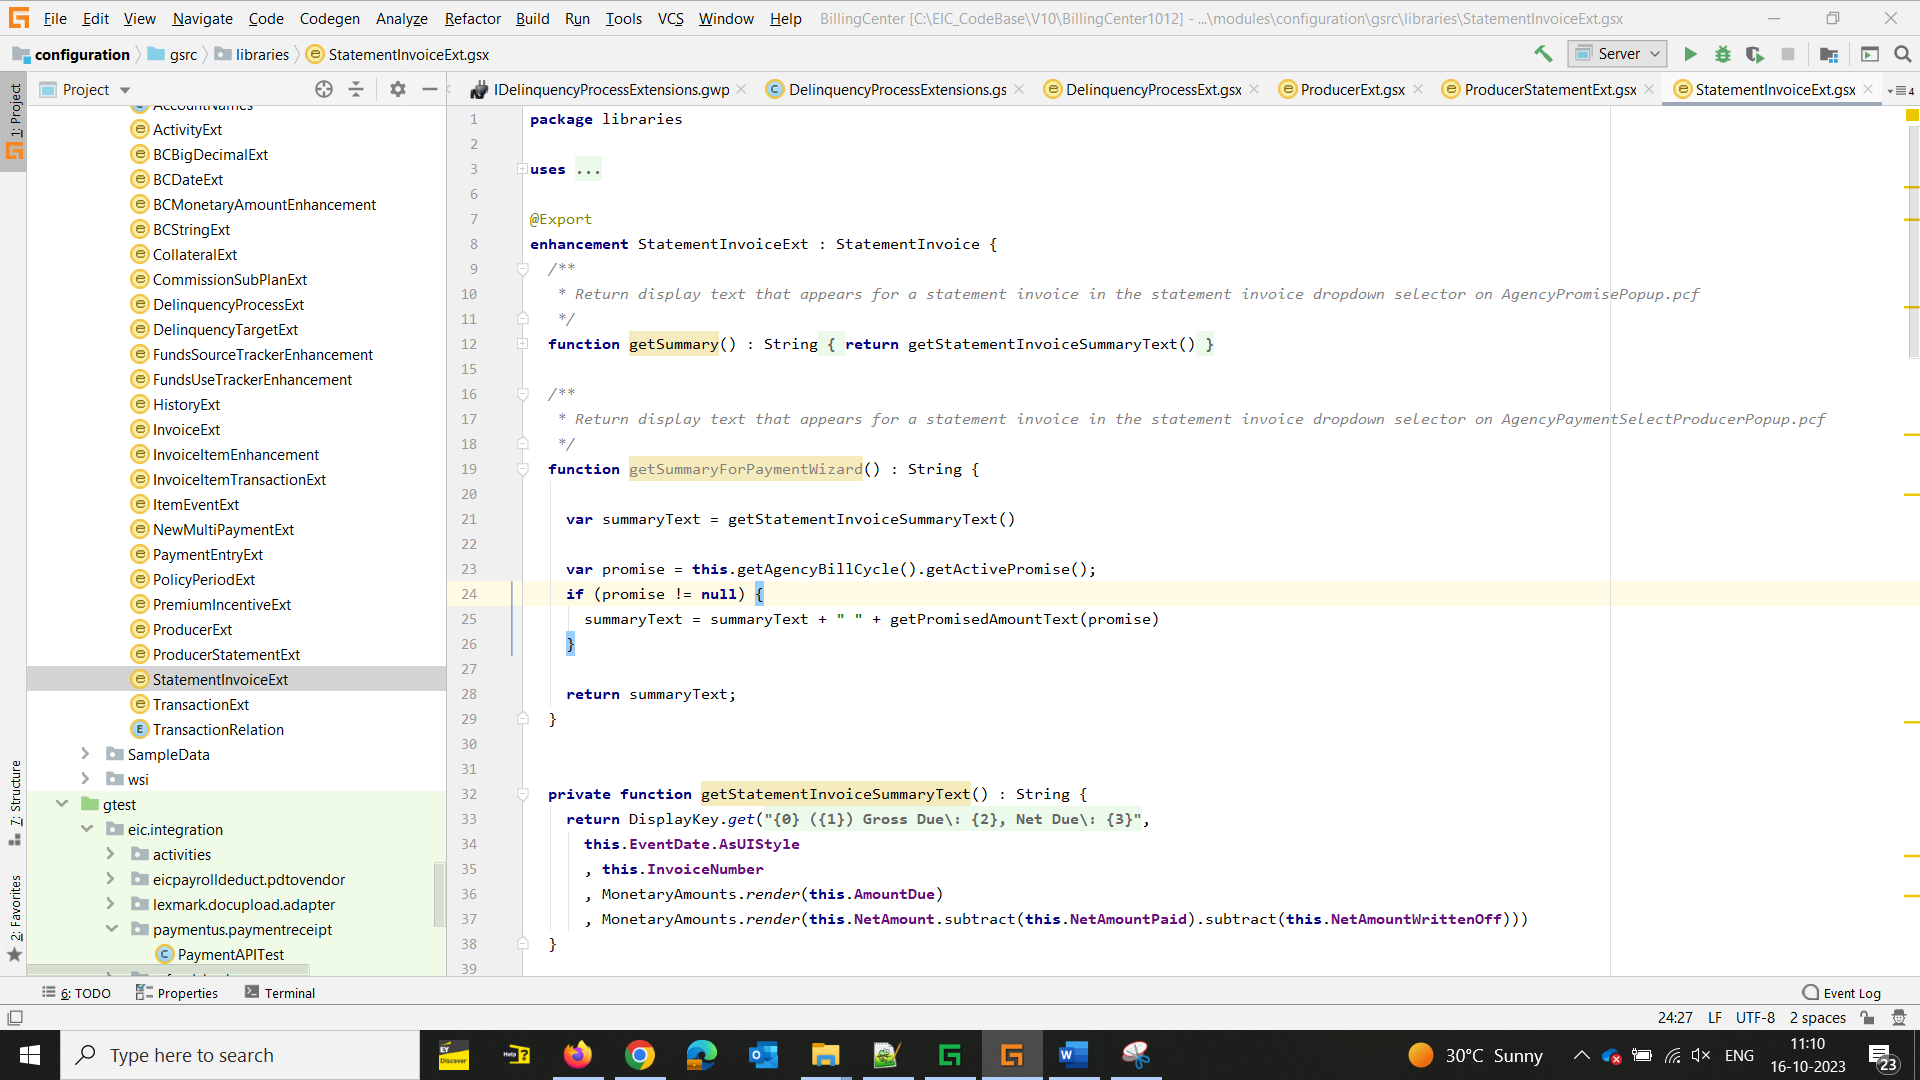 File Edit View Navigate Code Codegen Analyze Refactor Build Run Tools VCS Window Help BillingCenter [C:\EIC_CodeBase\V10\BillingCenter1012] - ...\modules\configuration\gsrc\libraries\StatementInvoiceExt.gsx
configuration gsrc libraries StatementInvoiceExt.gsx Server
Project IDelinquencyProcessExtensions.gwp DelinquencyProcessExtensions.gs DelinquencyProcessExt.gsx ProducerExt.gsx ProducerStatementExt.gsx StatementInvoiceExt.gsx 4
1: Project
7: Structure
2: Favorites
AccountNames
ActivityExt
BCBigDecimalExt
BCDateExt
BCMonetaryAmountEnhancement
BCStringExt
CollateralExt
CommissionSubPlanExt
DelinquencyProcessExt
DelinquencyTargetExt
FundsSourceTrackerEnhancement
FundsUseTrackerEnhancement
HistoryExt
InvoiceExt
InvoiceItemEnhancement
InvoiceItemTransactionExt
ItemEventExt
NewMultiPaymentExt
PaymentEntryExt
PolicyPeriodExt
PremiumIncentiveExt
ProducerExt
ProducerStatementExt
StatementInvoiceExt
TransactionExt
TransactionRelation
SampleData
wsi
gtest
eic.integration
activities
eicpayrolldeduct.pdtovendor
lexmark.docupload.adapter
paymentus.paymentreceipt
PaymentAPITest
1 package libraries
2
3 uses ...
6
7 @Export
8 enhancement StatementInvoiceExt : StatementInvoice {
9 /**
10 * Return display text that appears for a statement invoice in the statement invoice dropdown selector on AgencyPromisePopup.pcf
11 */
12 function getSummary() : String { return getStatementInvoiceSummaryText() }
15
16 /**
17 * Return display text that appears for a statement invoice in the statement invoice dropdown selector on AgencyPaymentSelectProducerPopup.pcf
18 */
19 function getSummaryForPaymentWizard() : String {
20
21 var summaryText = getStatementInvoiceSummaryText()
22
23 var promise = this.getAgencyBillCycle().getActivePromise();
24 if (promise != null) {
25 summaryText = summaryText + " " + getPromisedAmountText(promise)
26 }
27
28 return summaryText;
29 }
30
31
32 private function getStatementInvoiceSummaryText() : String {
33 return DisplayKey.get("{0} ({1}) Gross Due\: {2}, Net Due\: {3}",
34 this.EventDate.AsUIStyle
35 , this.InvoiceNumber
36 , MonetaryAmounts.render(this.AmountDue)
37 , MonetaryAmounts.render(this.NetAmount.subtract(this.NetAmountPaid).subtract(this.NetAmountWrittenOff)))
38 }
39
6: TODO Properties Terminal Event Log
24:27 LF UTF-8 2 spaces
Type here to search EY Discover Help ? 30°C Sunny ENG 11:10
16-10-2023 23